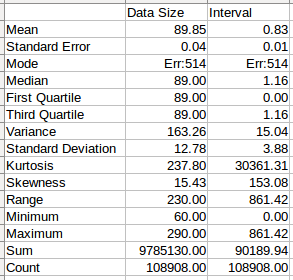 Data Size Interval
Mean 89.85 0.83
Standard Error 0.04 0.01
Mode Err:514 Err:514
Median 89.00 1.16
First Quartile 89.00 0.00
Third Quartile 89.00 1.16
Variance 163.26 15.04
Standard Deviation 12.78 3.88
Kurtosis 237.80 30361.31
Skewness 15.43 153.08
Range 230.00 861.42
Minimum 60.00 0.00
Maximum 290.00 861.42
Sum 9785130.00 90189.94
Count 108908.00 108908.00